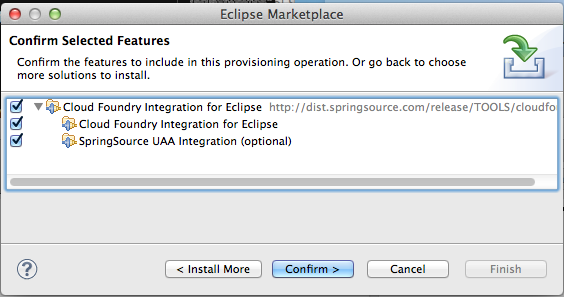 Eclipse Marketplace
Confirm Selected Features
Confirm the features to include in this provisioning operation. Or go back to choose
more solutions to install.
Cloud Foundry Integration for Eclipse http://dist.springsource.com/release/TOOLS/cloudfo
Cloud Foundry Integration for Eclipse
SpringSource UAA Integration (optional)
? < Install More Confirm > Cancel Finish